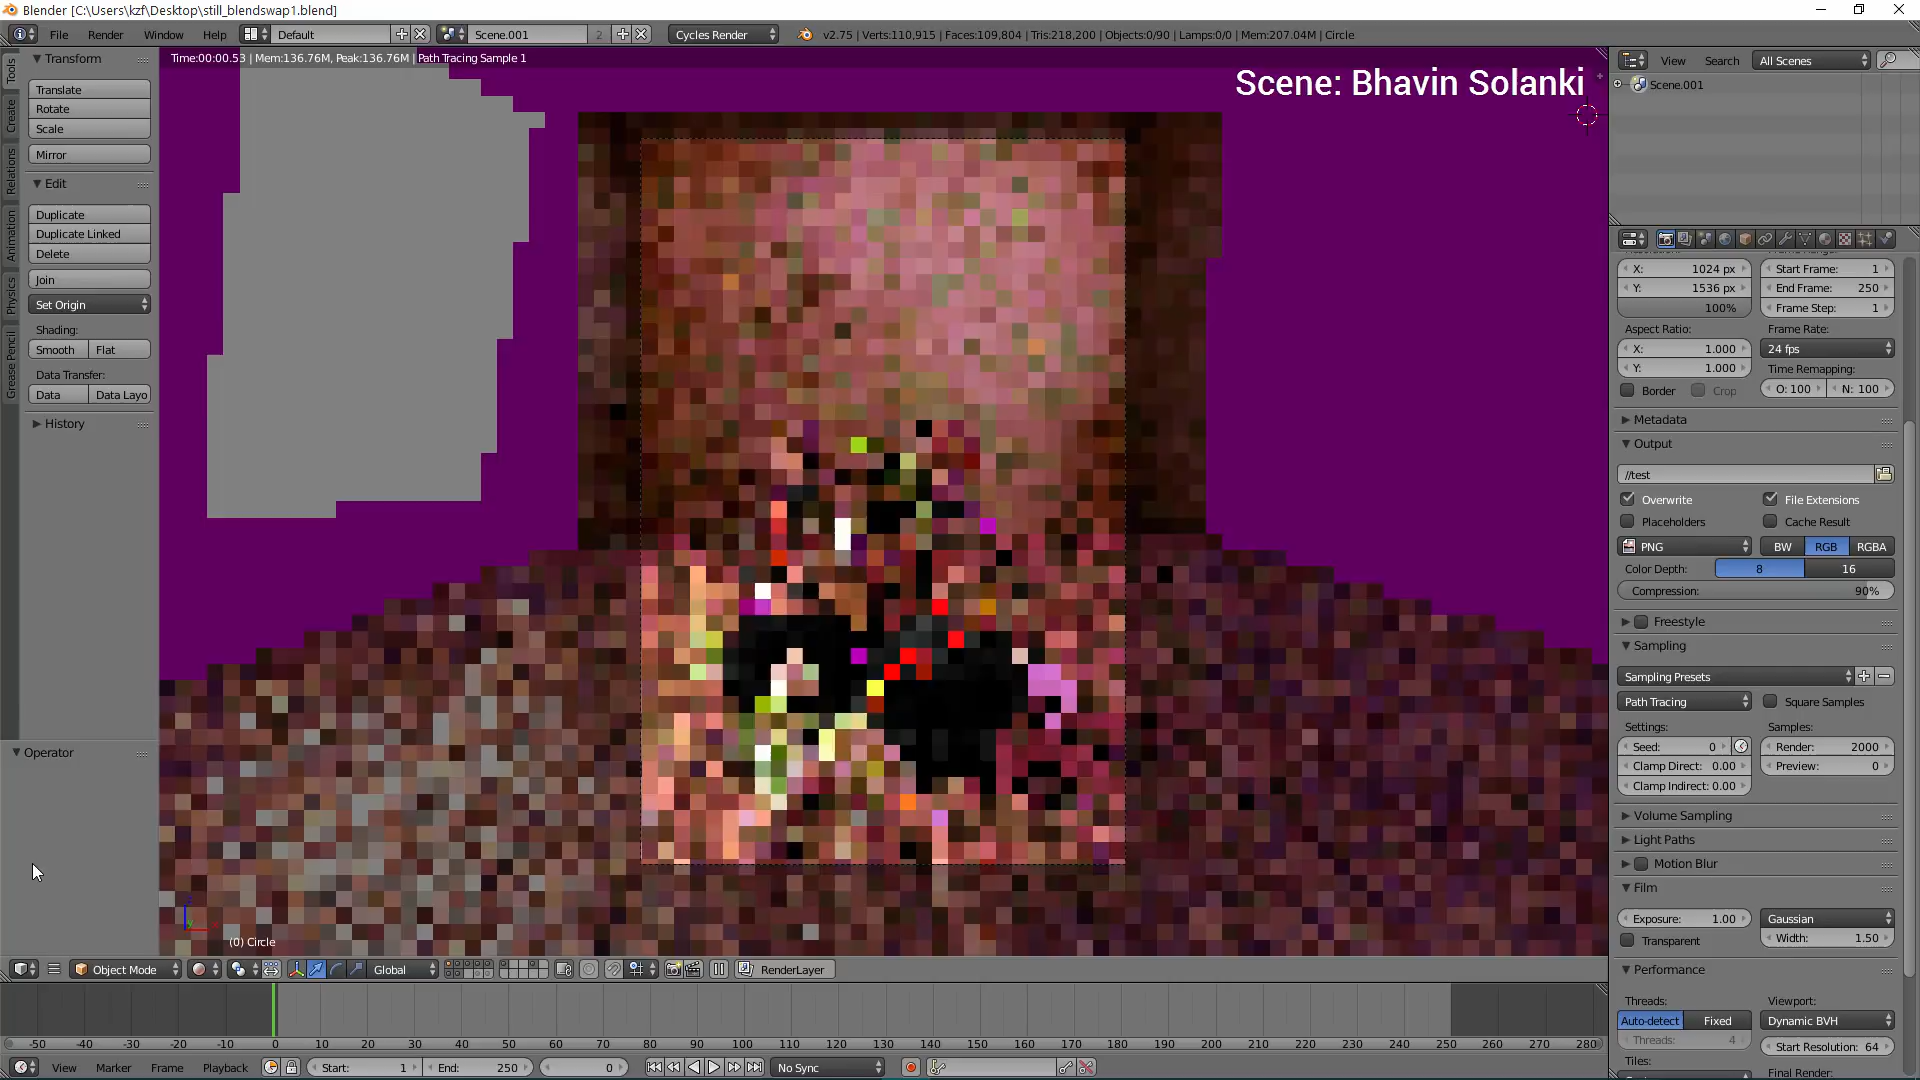 Blender [C:\Users\kzf\Desktop\still_blendswap1.blend]
File Render Window Help Default Scene.001 2 Cycles Render v2.75 | Verts:110,915 | Faces:109,804 | Tris:218,200 | Objects:0/90 | Lamps:0/0 | Mem:207.04M | Circle
Time:00:00.53 | Mem:136.76M, Peak:136.76M | Path Tracing Sample 1
Scene: Bhavin Solanki
Tools
Create
Relations
Animation
Physics
Grease Pencil
Transform
Translate
Rotate
Scale
Mirror
Edit
Duplicate
Duplicate Linked
Delete
Join
Set Origin
Shading:
Smooth Flat
Data Transfer:
Data Data Layo
History
Operator
(0) Circle
View Search All Scenes
Scene.001
X: 1024 px Start Frame: 1
Y: 1536 px End Frame: 250
100% Frame Step: 1
Aspect Ratio: Frame Rate:
X: 1.000 24 fps
Y: 1.000 Time Remapping:
Border Crop O: 100 N: 100
Metadata
Output
//test
Overwrite File Extensions
Placeholders Cache Result
PNG BW RGB RGBA
Color Depth: 8 16
Compression: 90%
Freestyle
Sampling
Sampling Presets
Path Tracing Square Samples
Settings: Samples:
Seed: 0 Render: 2000
Clamp Direct: 0.00 Preview: 0
Clamp Indirect: 0.00
Volume Sampling
Light Paths
Motion Blur
Film
Exposure: 1.00 Gaussian
Transparent Width: 1.50
Performance
Threads: Viewport:
Auto-detect Fixed Dynamic BVH
Threads: 4 Start Resolution: 64
Tiles: Final Render:
Object Mode Global RenderLayer
-50 -40 -30 -20 -10 0 10 20 30 40 50 60 70 80 90 100 110 120 130 140 150 160 170 180 190 200 210 220 230 240 250 260 270 280
View Marker Frame Playback Start: 1 End: 250 0 No Sync